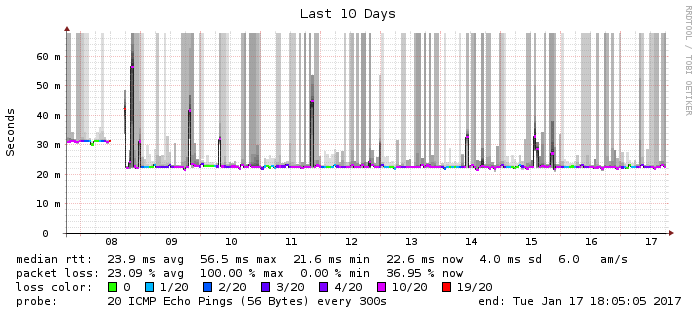 Last 10 Days
RRDTOOL / TOBI OETIKER
Seconds
60 m
50 m
40 m
30 m
20 m
10 m
0
08 09 10 11 12 13 14 15 16 17
median rtt: 23.9 ms avg 56.5 ms max 21.6 ms min 22.6 ms now 4.0 ms sd 6.0 am/s
packet loss: 23.09 % avg 100.00 % max 0.00 % min 36.95 % now
loss color: 0 1/20 2/20 3/20 4/20 10/20 19/20
probe: 20 ICMP Echo Pings (56 Bytes) every 300s end: Tue Jan 17 18:05:05 2017